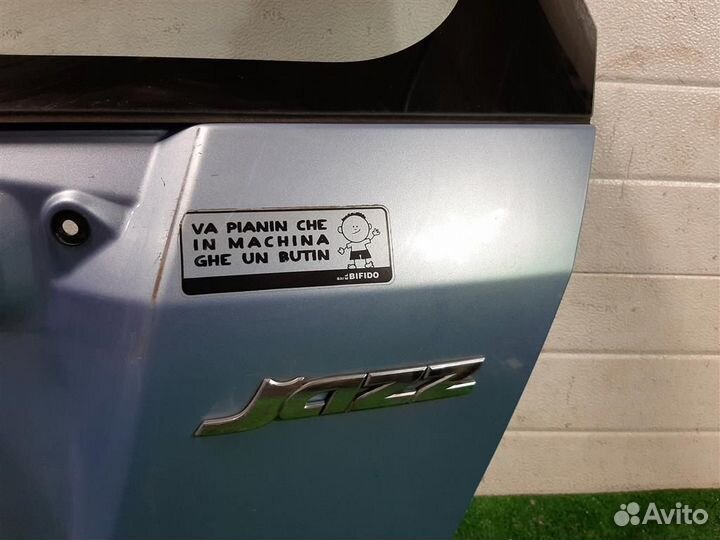 VA PIANIN CHE
IN MACHINA
GHE UN BUTIN
BIFIDO
Jazz
Avito